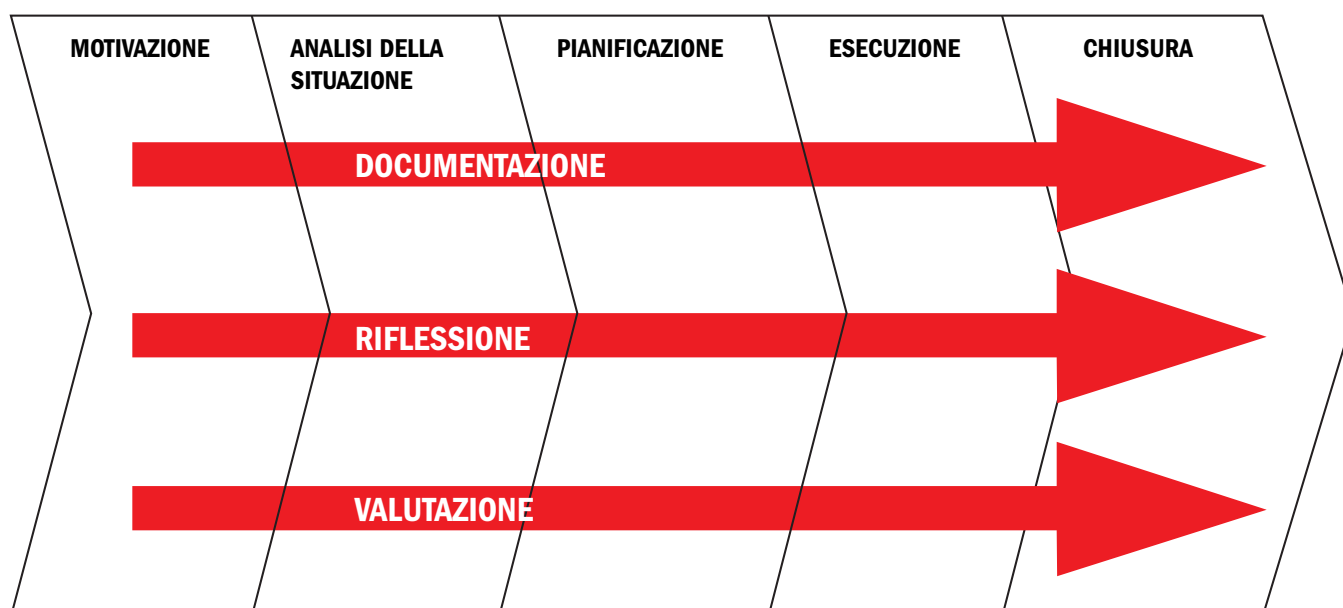 MOTIVAZIONE
ANALISI DELLA
SITUAZIONE
PIANIFICAZIONE
ESECUZIONE
CHIUSURA
DOCUMENTAZIONE
RIFLESSIONE
VALUTAZIONE